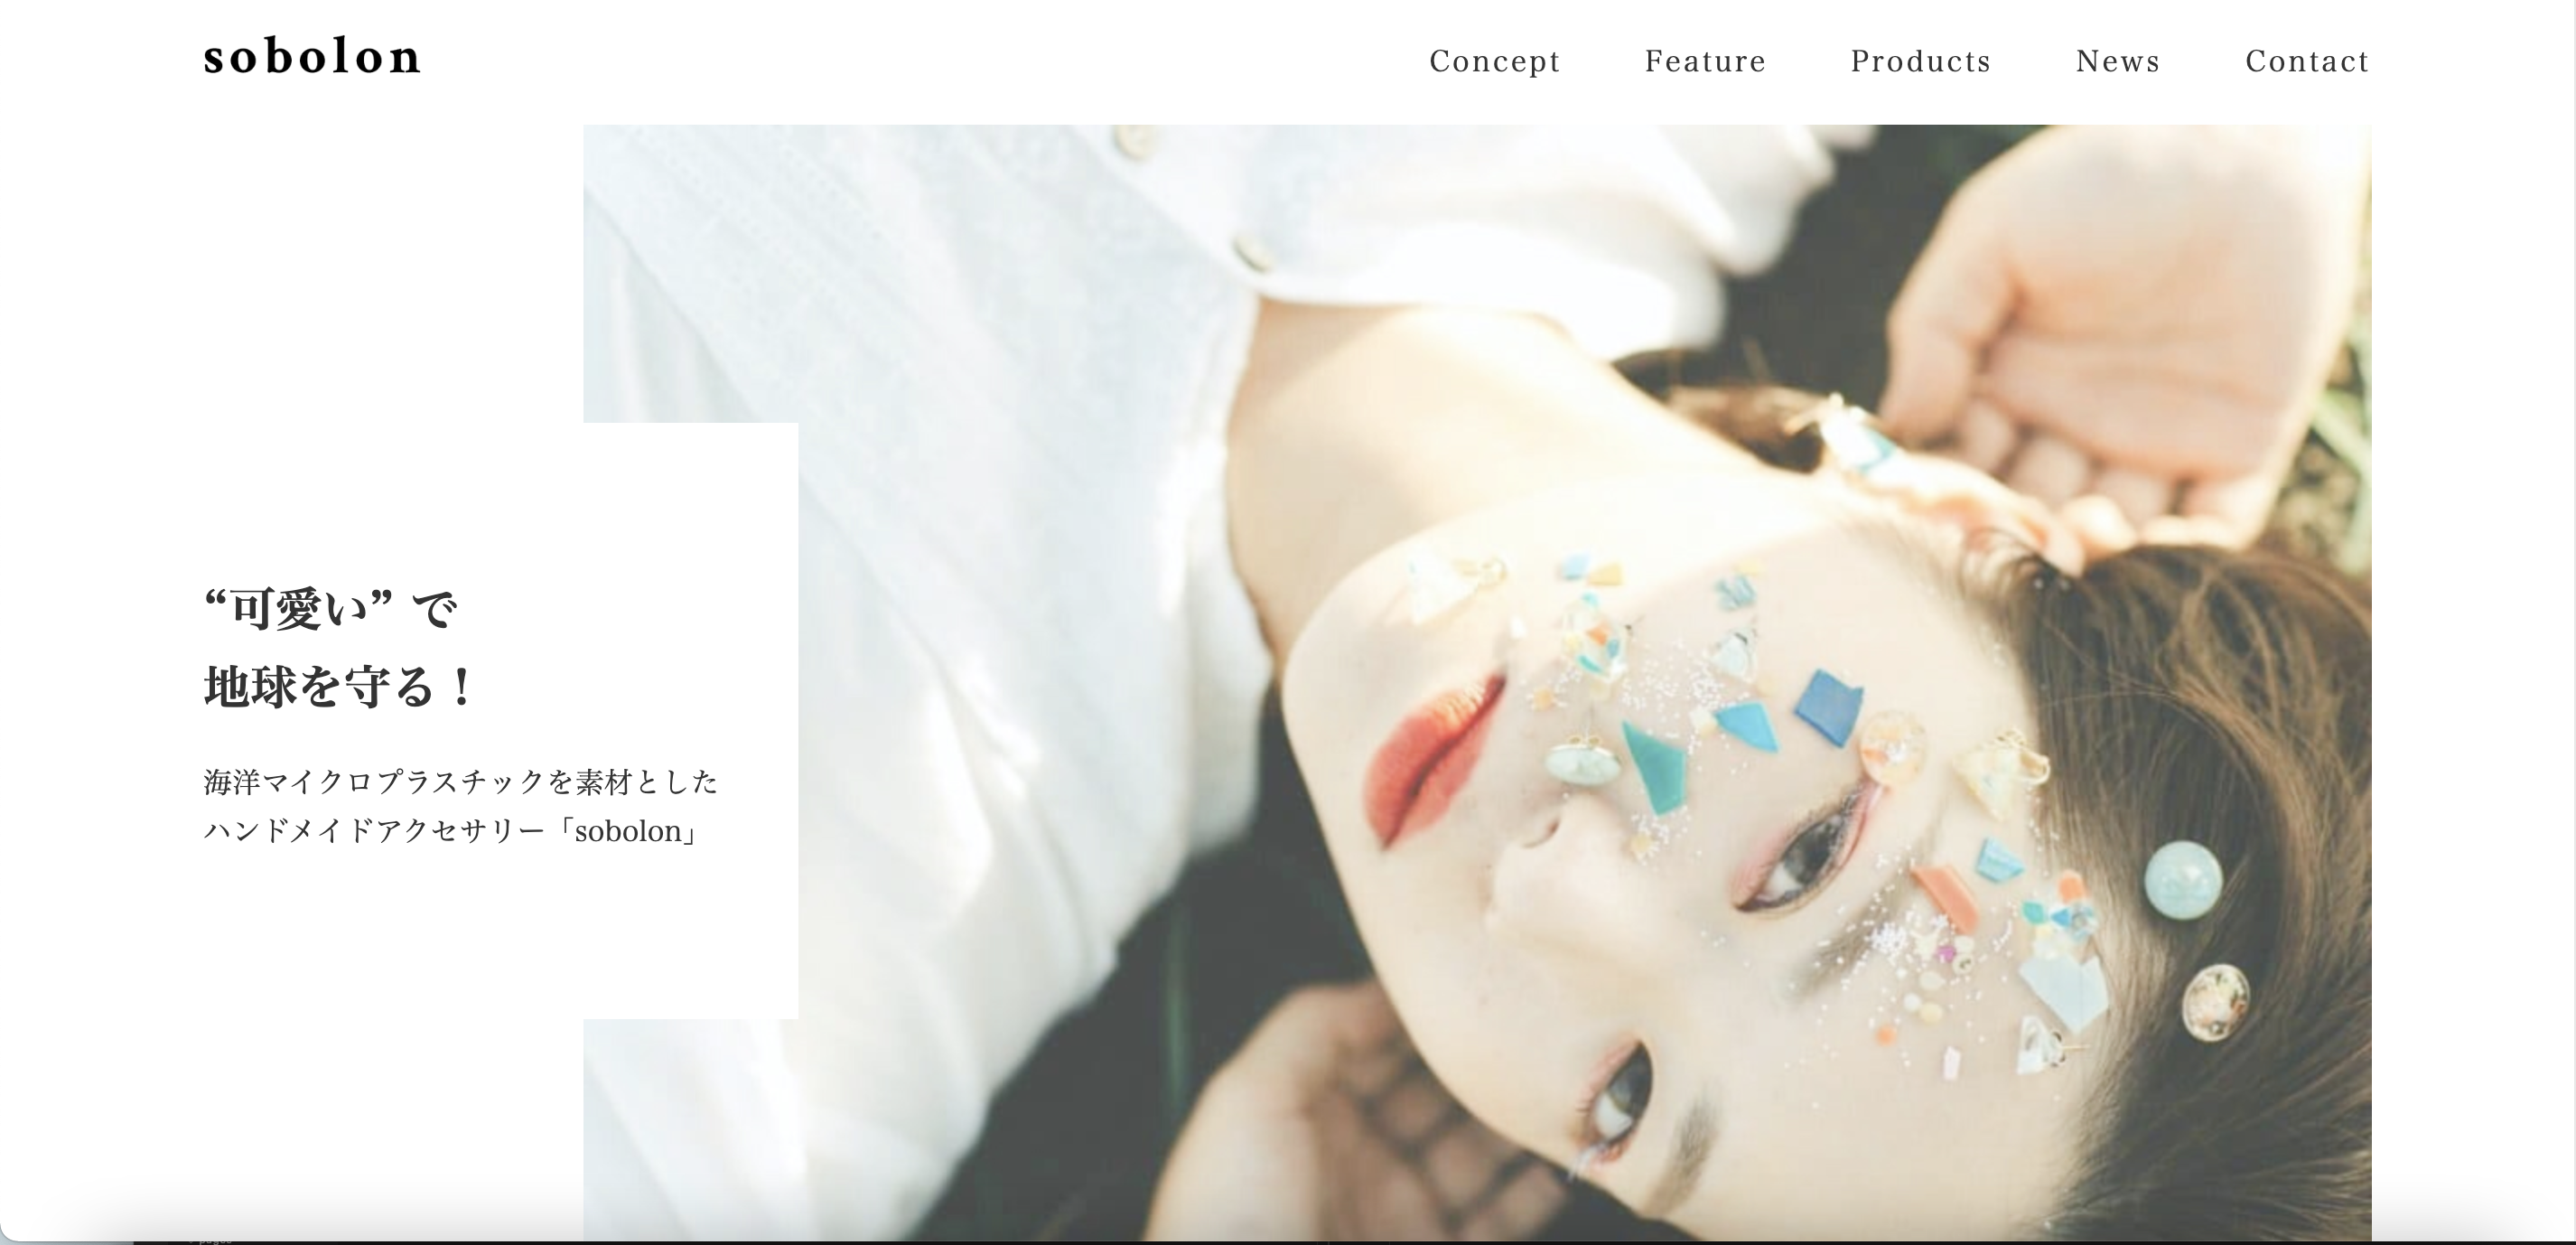 sobolon
Concept Feature Products News Contact
“可愛い” で
地球を守る！
海洋マイクロプラスチックを素材とした
ハンドメイドアクセサリー「sobolon」